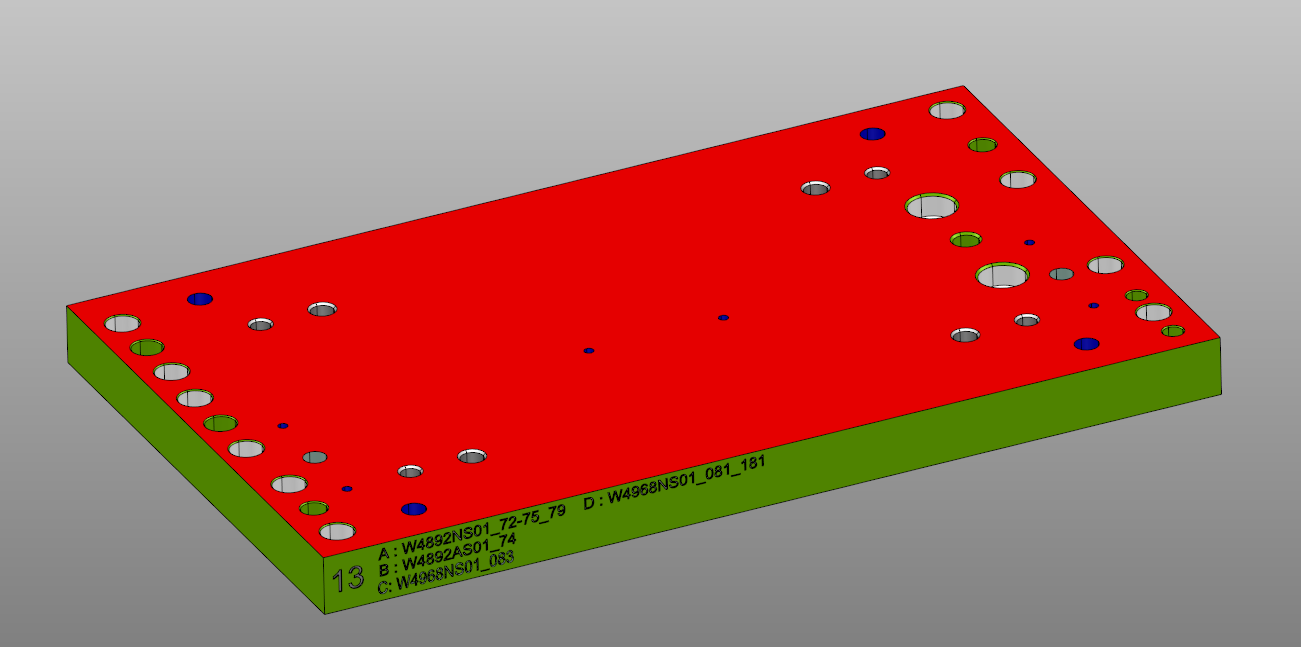 13
A : W4892NS01_72-75_79 D : W4968NS01_081_181
B : W4892AS01_74
C: W4968NS01_083